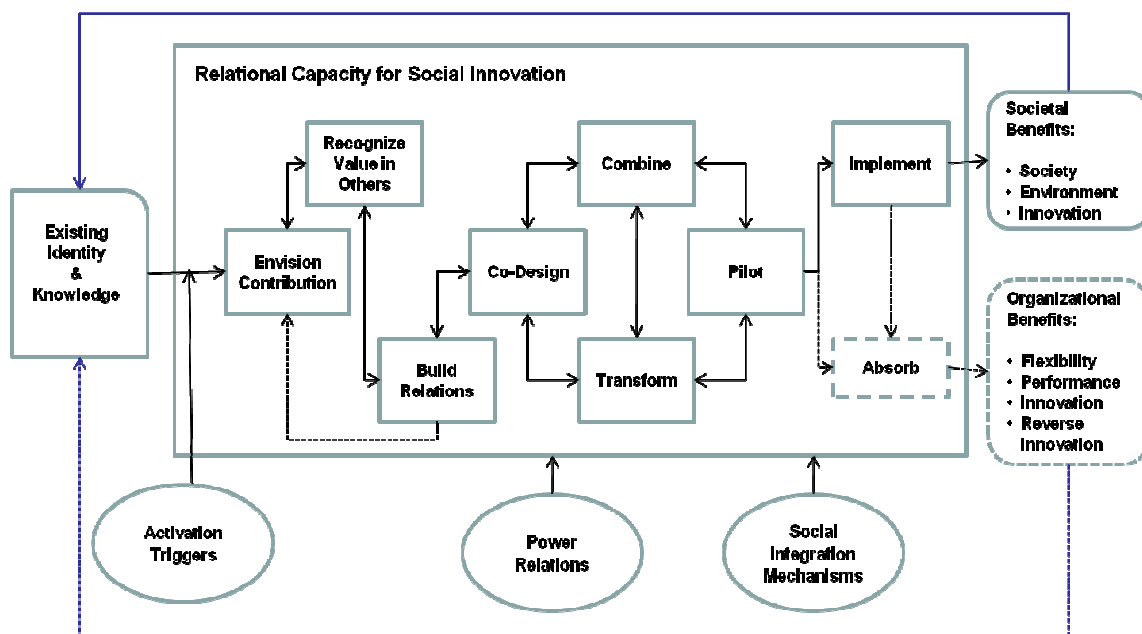 Relational Capacity for Social Innovation
Existing
Identity
&
Knowledge
Recognize
Value in
Others
Envision
Contribution
Build
Relations
Co-Design
Combine
Transform
Pilot
Implement
Absorb
Societal
Benefits:
• Society
• Environment
• Innovation
Organizational
Benefits:
• Flexibility
• Performance
• Innovation
• Reverse
Innovation
Activation
Triggers
Power
Relations
Social
Integration
Mechanisms